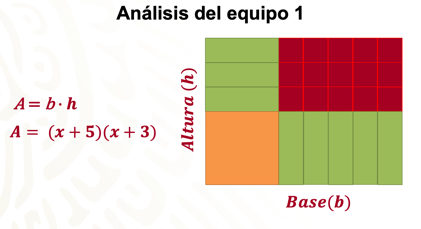 Análisis del equipo 1
A = b · h
A = (x + 5)(x + 3)
Altura (h)
Base(b)